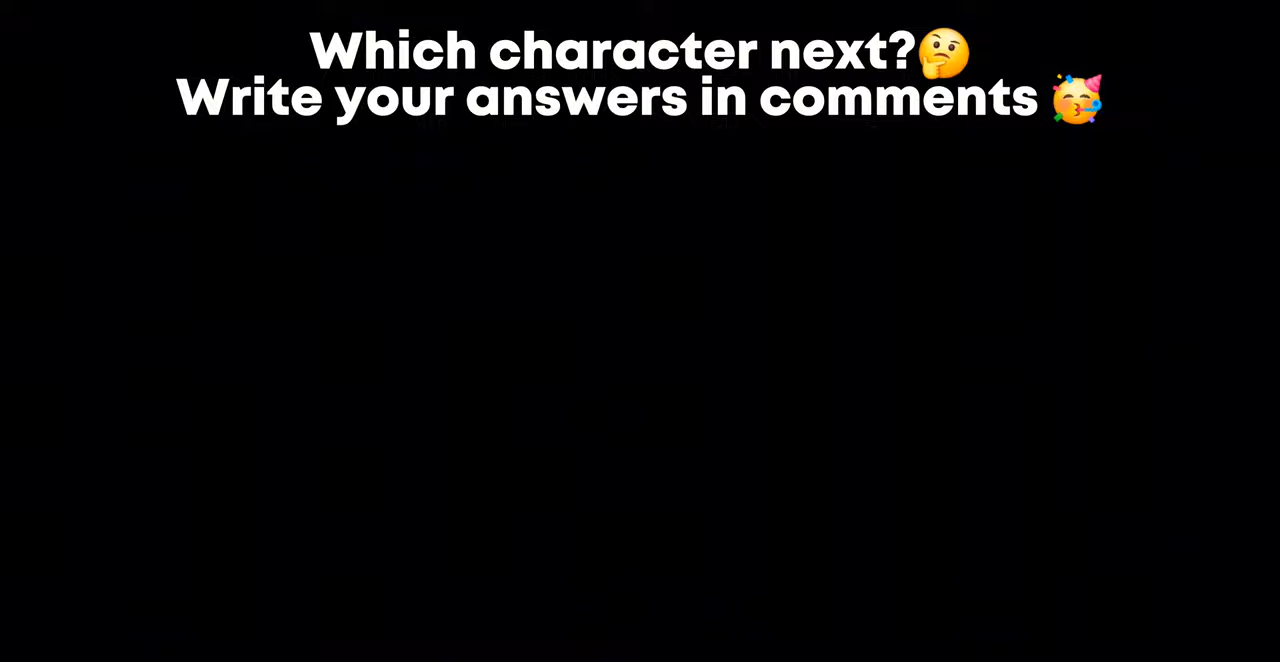 Which character next?🤔
Write your answers in comments 🥳